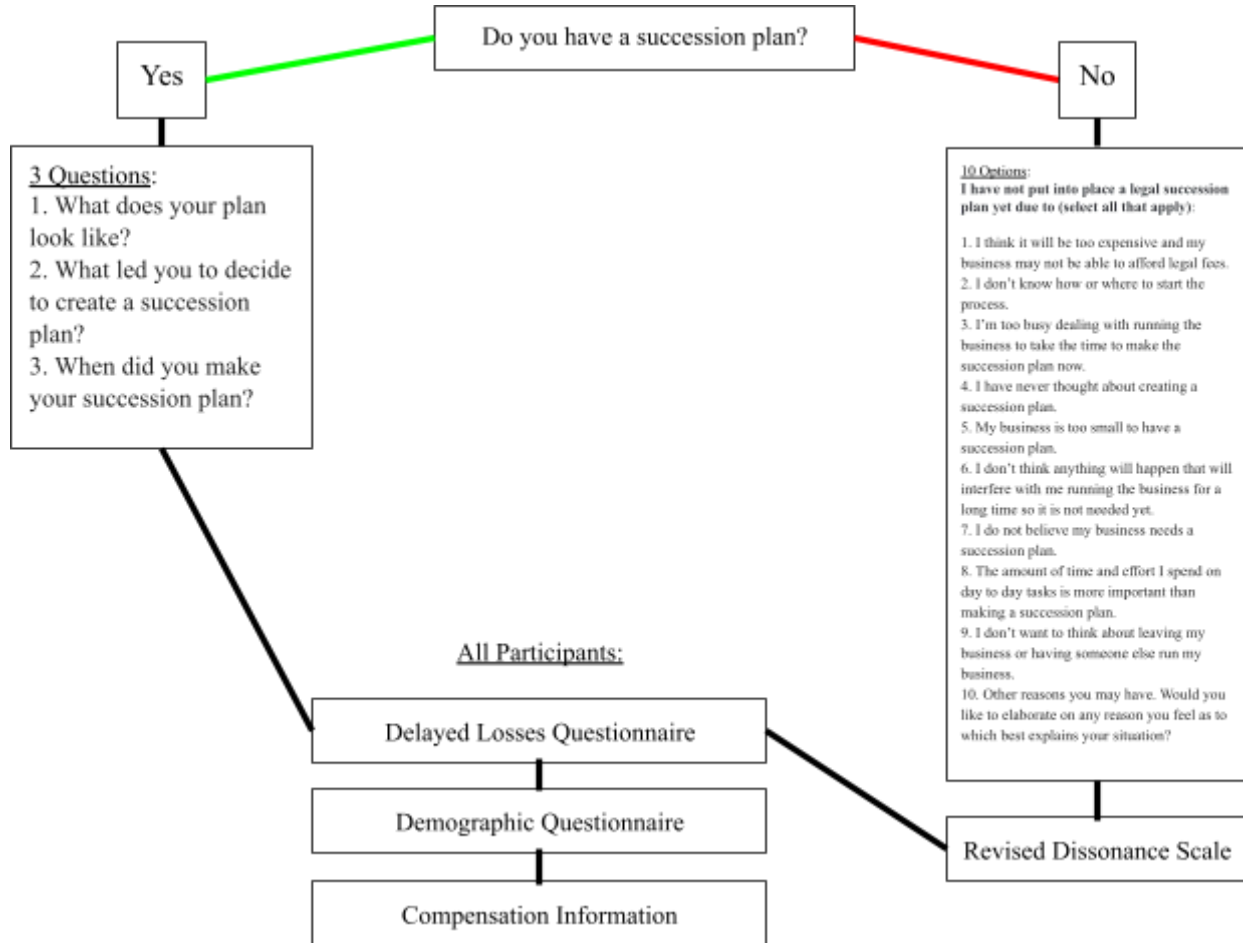 Do you have a succession plan?
Yes
No
3 Questions:
1. What does your plan
look like?
2. What led you to decide
to create a succession
plan?
3. When did you make
your succession plan?
10 Options:
I have not put into place a legal succession
plan yet due to (select all that apply):
1. I think it will be too expensive and my
business may not be able to afford legal fees.
2. I don’t know how or where to start the
process.
3. I’m too busy dealing with running the
business to take the time to make the
succession plan now.
4. I have never thought about creating a
succession plan.
5. My business is too small to have a
succession plan.
6. I don’t think anything will happen that will
interfere with me running the business for a
long time so it is not needed yet.
7. I do not believe my business needs a
succession plan.
8. The amount of time and effort I spend on
day to day tasks is more important than
making a succession plan.
9. I don’t want to think about leaving my
business or having someone else run my
business.
10. Other reasons you may have. Would you
like to elaborate on any reason you feel as to
which best explains your situation?
Revised Dissonance Scale
All Participants:
Delayed Losses Questionnaire
Demographic Questionnaire
Compensation Information